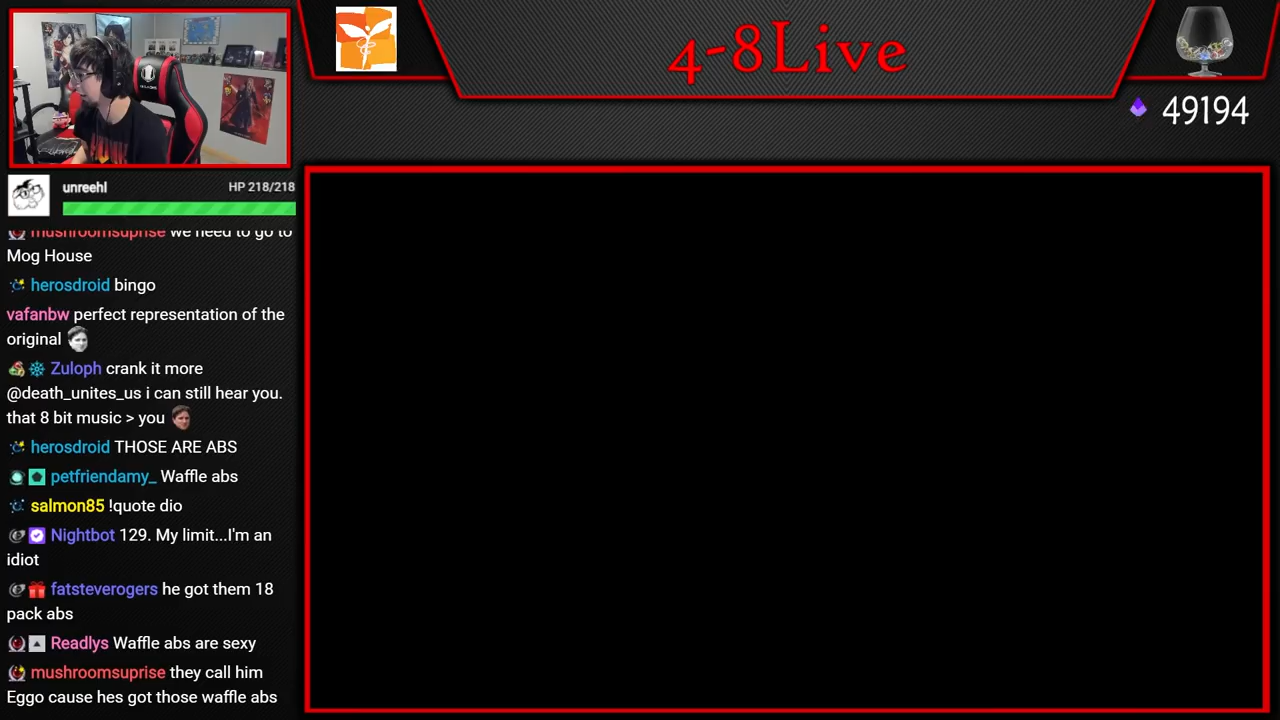 4-8Live
49194
unreehl HP 218/218
mushroomsuprise we need to go to
Mog House
herosdroid bingo
vafanbw perfect representation of the
original
Zuloph crank it more
@death_unites_us i can still hear you.
that 8 bit music > you
herosdroid THOSE ARE ABS
petfriendamy_ Waffle abs
salmon85 !quote dio
Nightbot 129. My limit...I'm an
idiot
fatsteverogers he got them 18
pack abs
Readlys Waffle abs are sexy
mushroomsuprise they call him
Eggo cause hes got those waffle abs